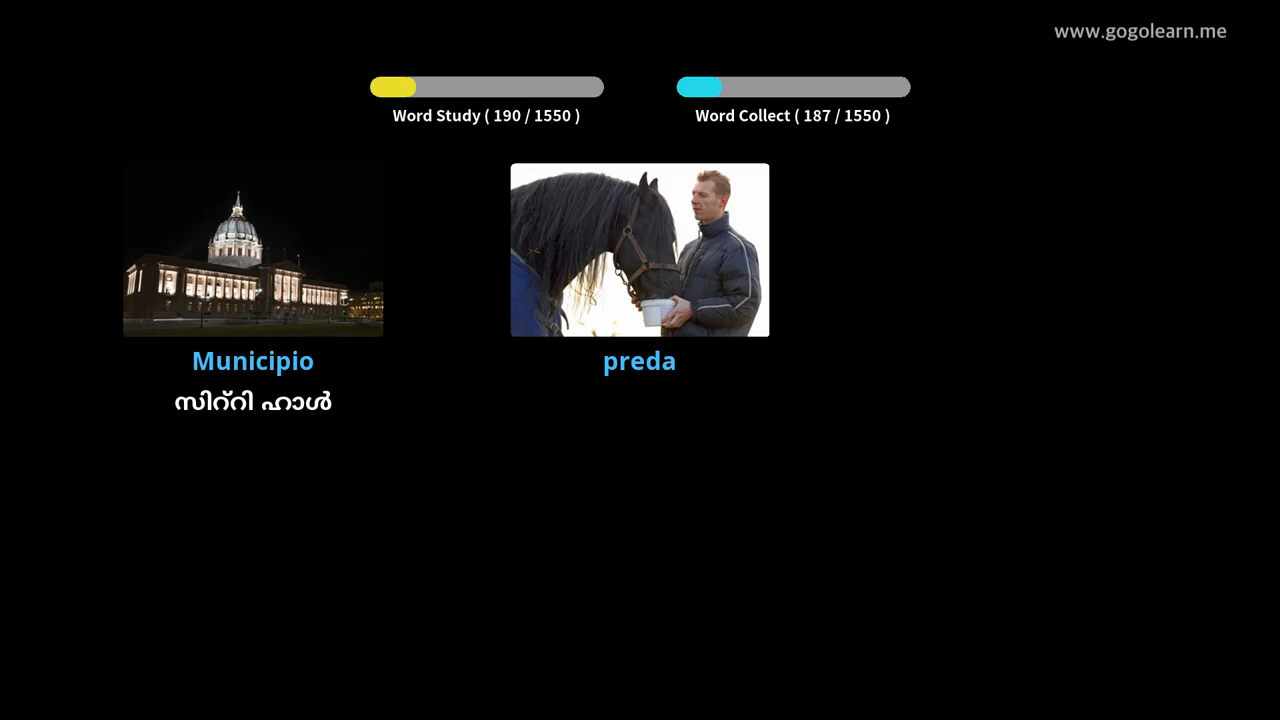 www.gogolearn.me
Word Study ( 190 / 1550 )
Word Collect ( 187 / 1550 )
Municipio
preda
സിറ്റി ഹാൾ